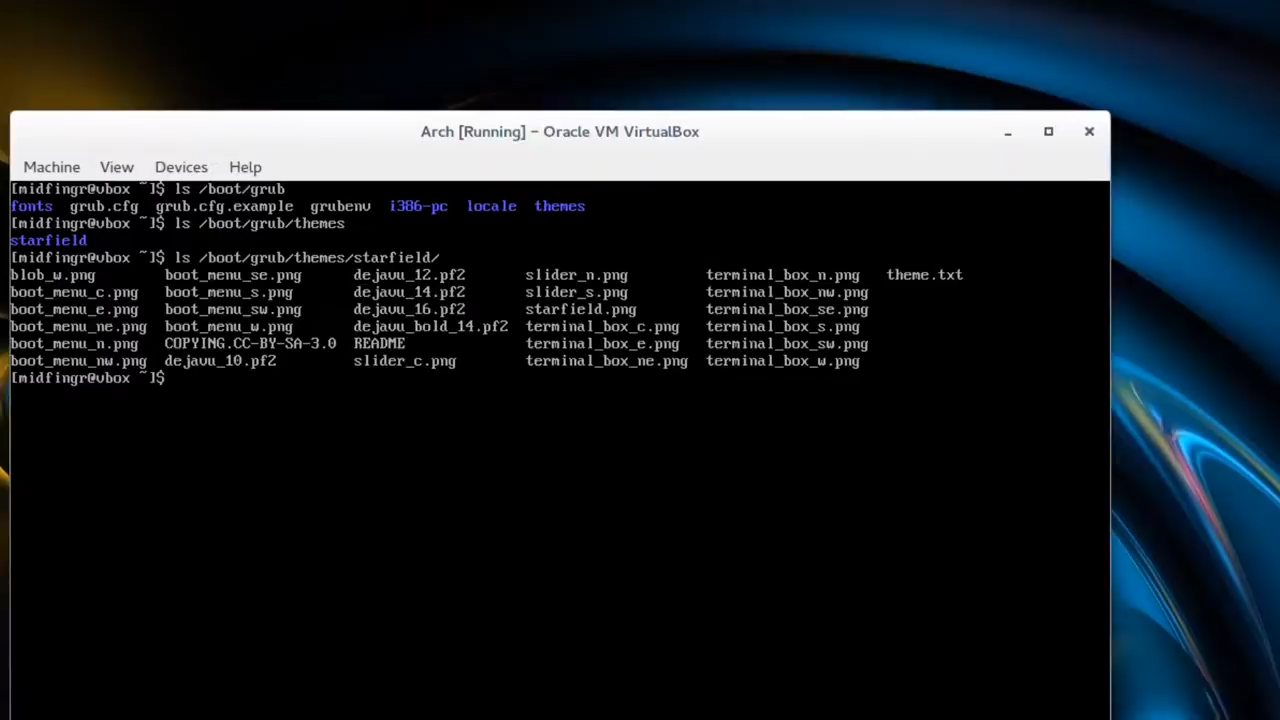 Arch [Running] – Oracle VM VirtualBox
Machine View Devices Help
[midfingr@vbox ~]$ ls /boot/grub
fonts grub.cfg grub.cfg.example grubenv i386-pc locale themes
[midfingr@vbox ~]$ ls /boot/grub/themes
starfield
[midfingr@vbox ~]$ ls /boot/grub/themes/starfield/
blob_w.png boot_menu_se.png dejavu_12.pf2 slider_n.png terminal_box_n.png theme.txt
boot_menu_c.png boot_menu_s.png dejavu_14.pf2 slider_s.png terminal_box_nw.png
boot_menu_e.png boot_menu_sw.png dejavu_16.pf2 starfield.png terminal_box_se.png
boot_menu_ne.png boot_menu_w.png dejavu_bold_14.pf2 terminal_box_c.png terminal_box_s.png
boot_menu_n.png COPYING.CC-BY-SA-3.0 README terminal_box_e.png terminal_box_sw.png
boot_menu_nw.png dejavu_10.pf2 slider_c.png terminal_box_ne.png terminal_box_w.png
[midfingr@vbox ~]$